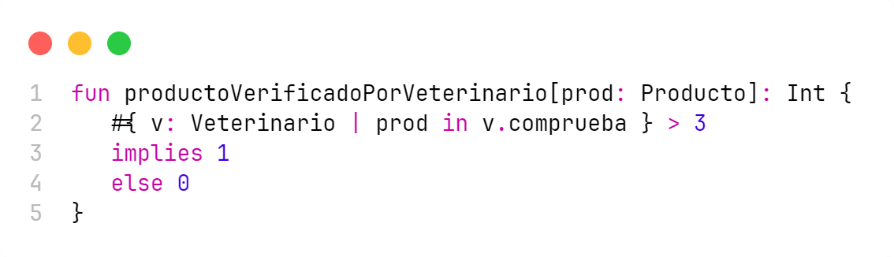 1 fun productoVerificadoPorVeterinario[prod: Producto]: Int {
2 #{ v: Veterinario | prod in v.comprueba } > 3
3 implies 1
4 else 0
5 }